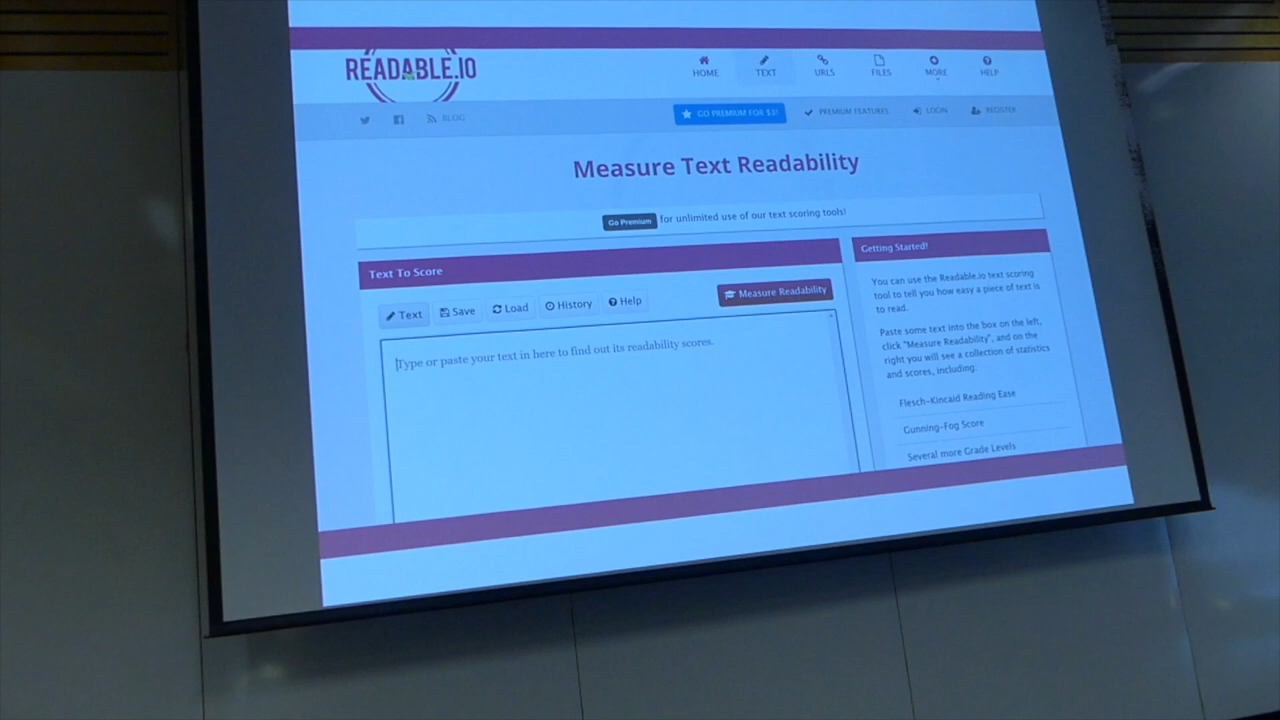 READABLE.IO
HOME TEXT URLS FILES MORE HELP
BLOG GO PREMIUM FOR $3! PREMIUM FEATURES LOGIN REGISTER
Measure Text Readability
Go Premium for unlimited use of our text scoring tools!
Text To Score
Text Save Load History Help Measure Readability
Type or paste your text in here to find out its readability scores.
Getting Started!
You can use the Readable.io text scoring
tool to tell you how easy a piece of text is
to read.
Paste some text into the box on the left,
click "Measure Readability", and on the
right you will see a collection of statistics
and scores, including:
Flesch-Kincaid Reading Ease
Gunning-Fog Score
Several more Grade Levels